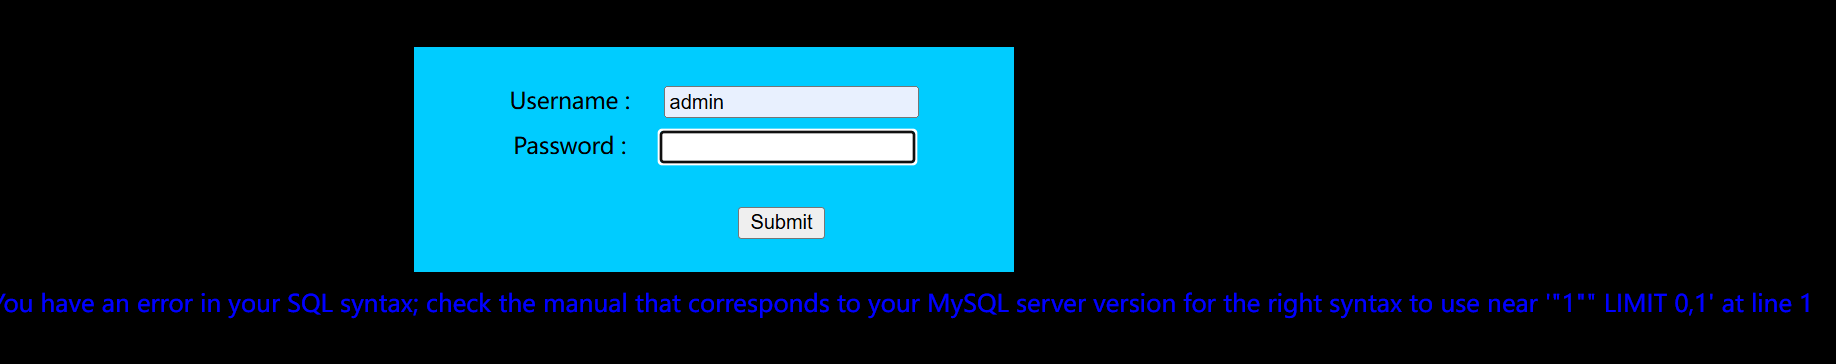 Username :
admin
Password :
Submit
You have an error in your SQL syntax; check the manual that corresponds to your MySQL server version for the right syntax to use near '"1"" LIMIT 0,1' at line 1